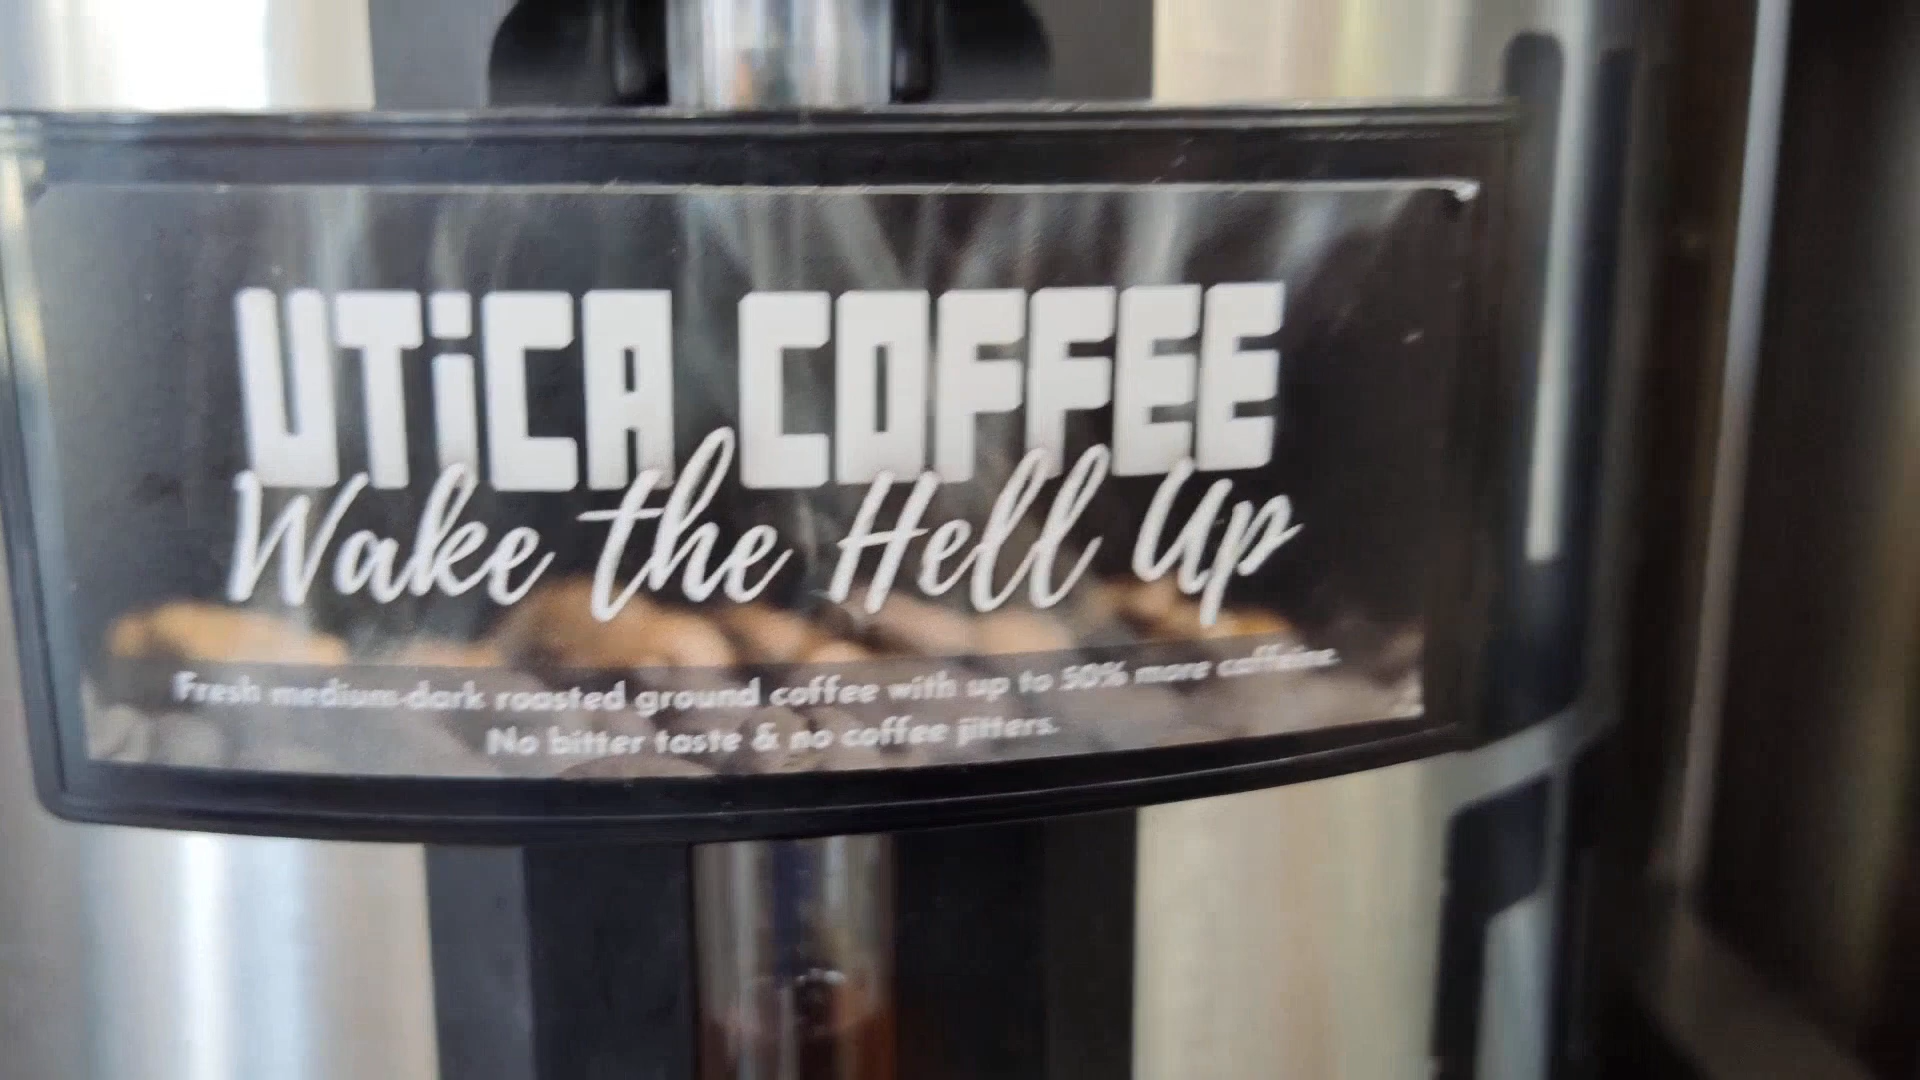 UTiCA COFFEE
Wake the Hell Up
Fresh medium-dark roasted ground coffee with up to 50% more caffeine.
No bitter taste & no coffee jitters.